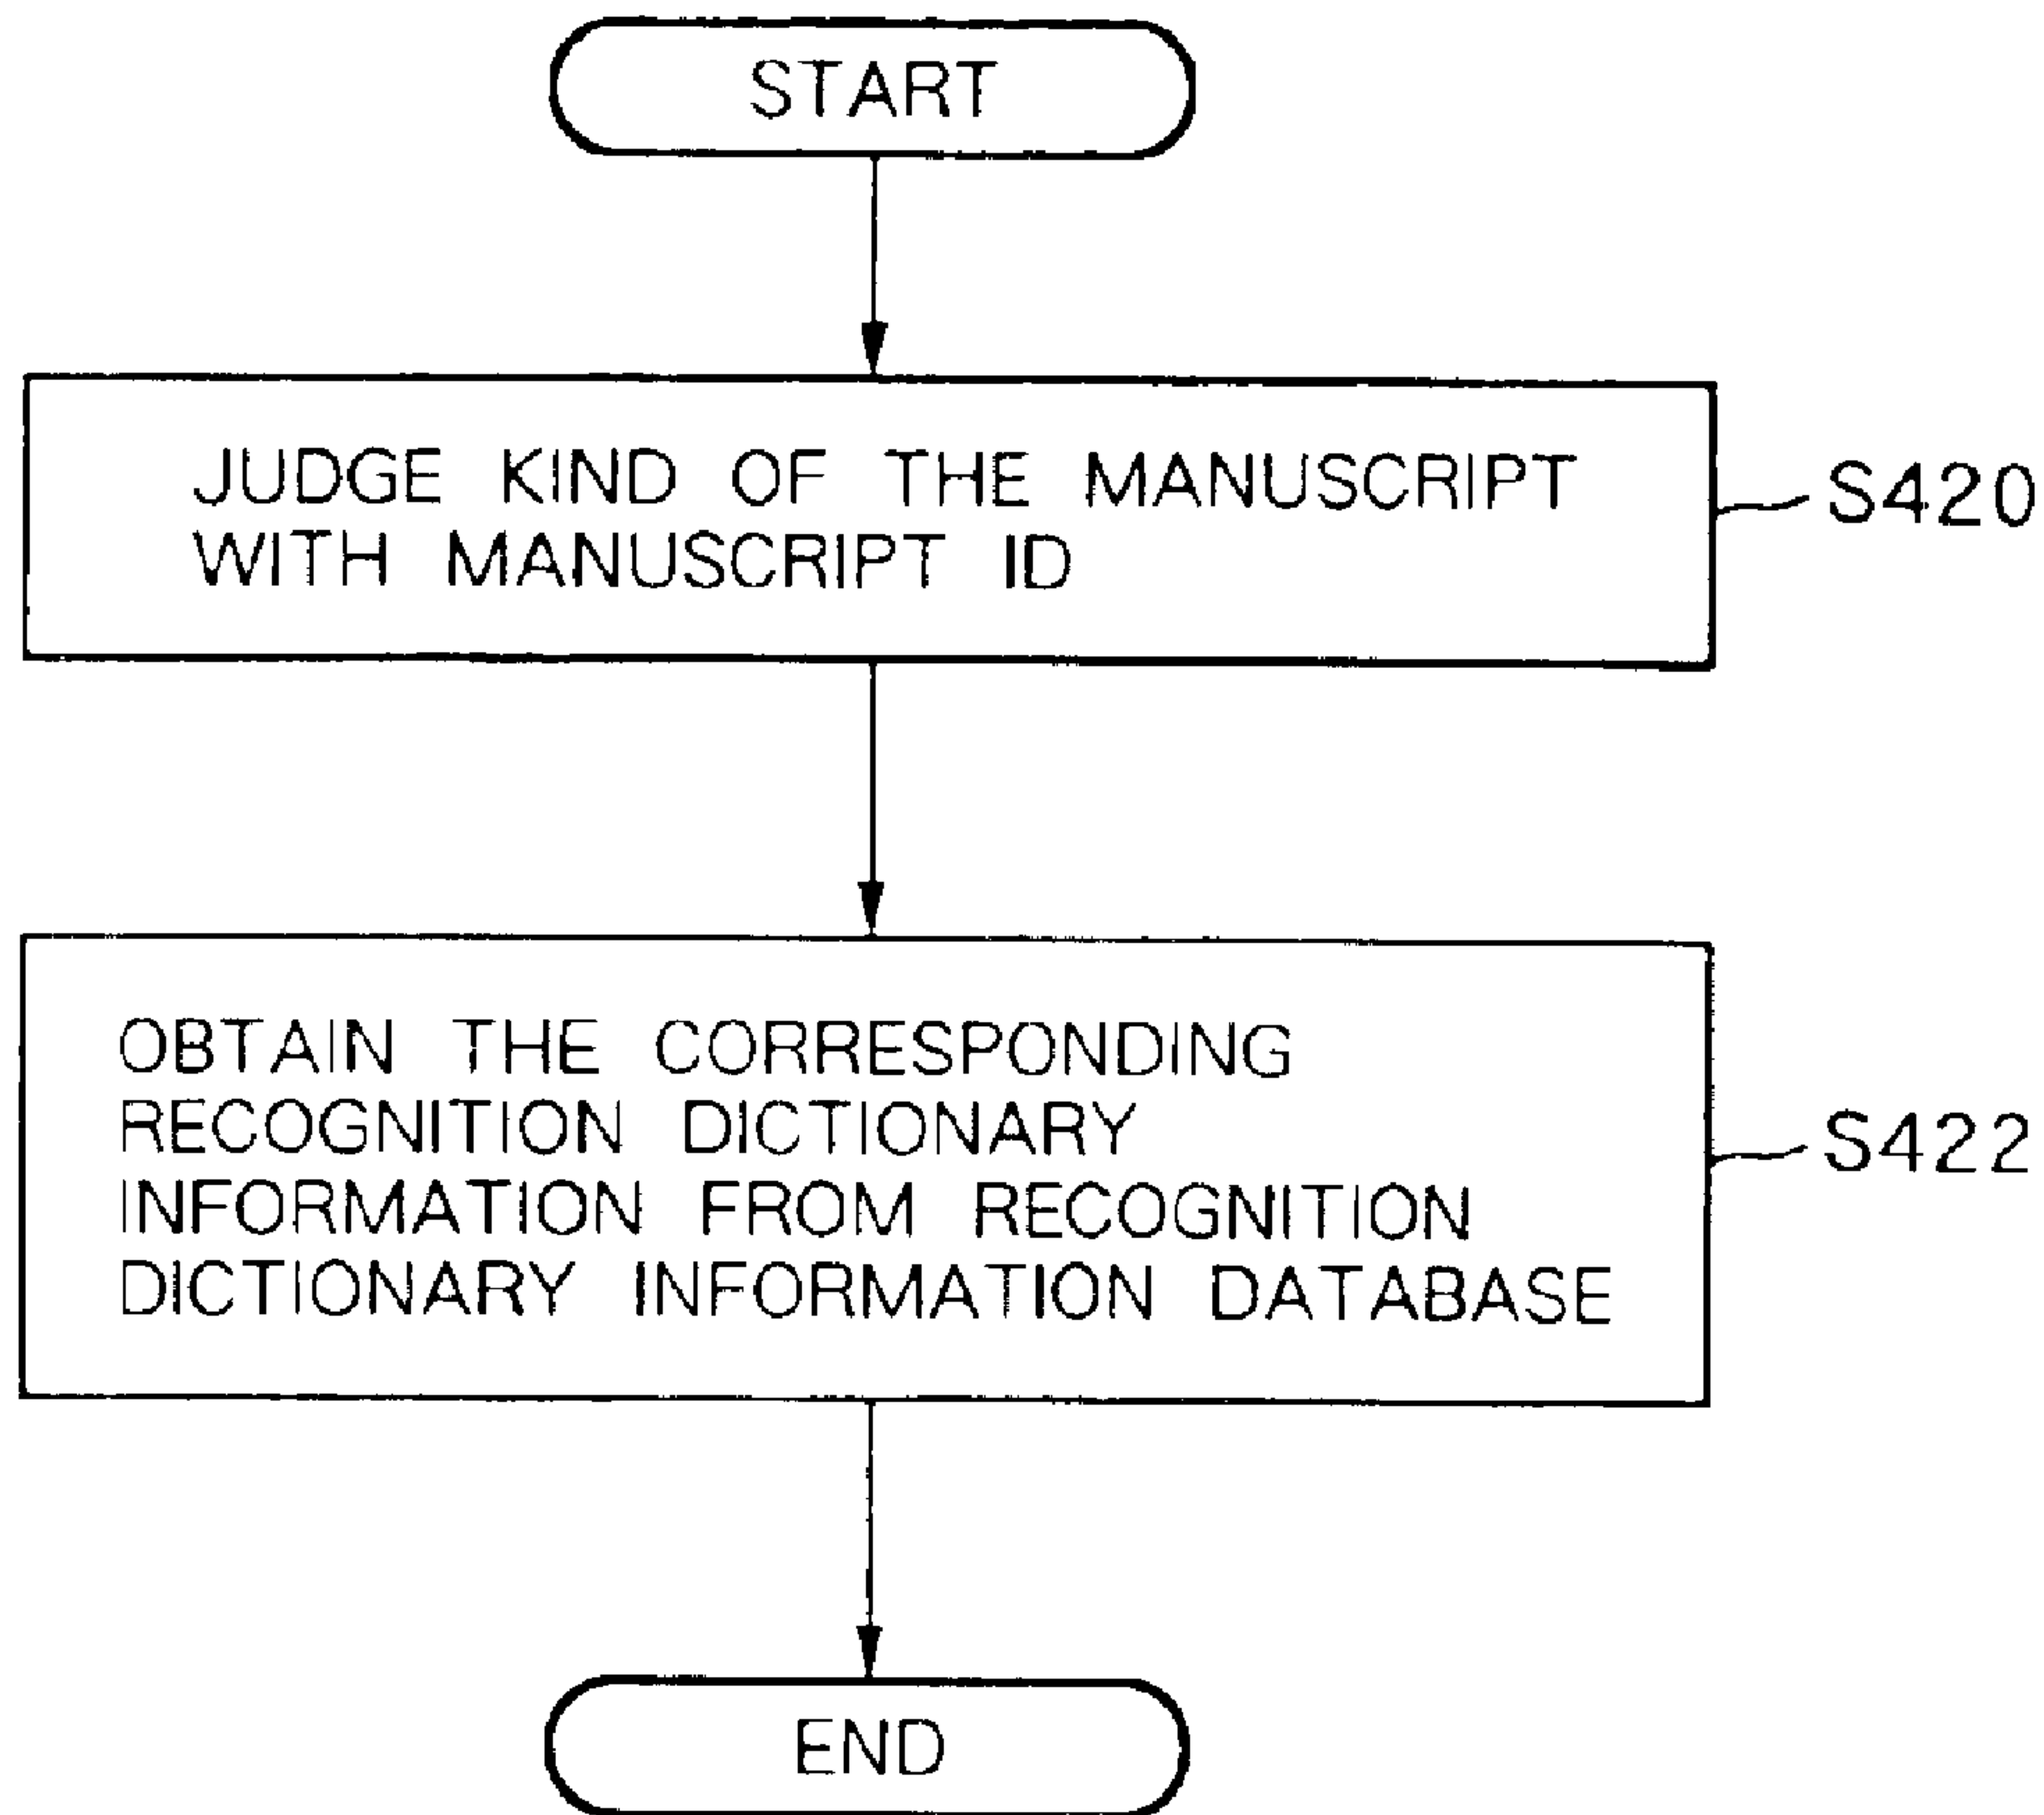 START
JUDGE KIND OF THE MANUSCRIPT
WITH MANUSCRIPT ID
S420
OBTAIN THE CORRESPONDING
RECOGNITION DICTIONARY
INFORMATION FROM RECOGNITION
DICTIONARY INFORMATION DATABASE
S422
END